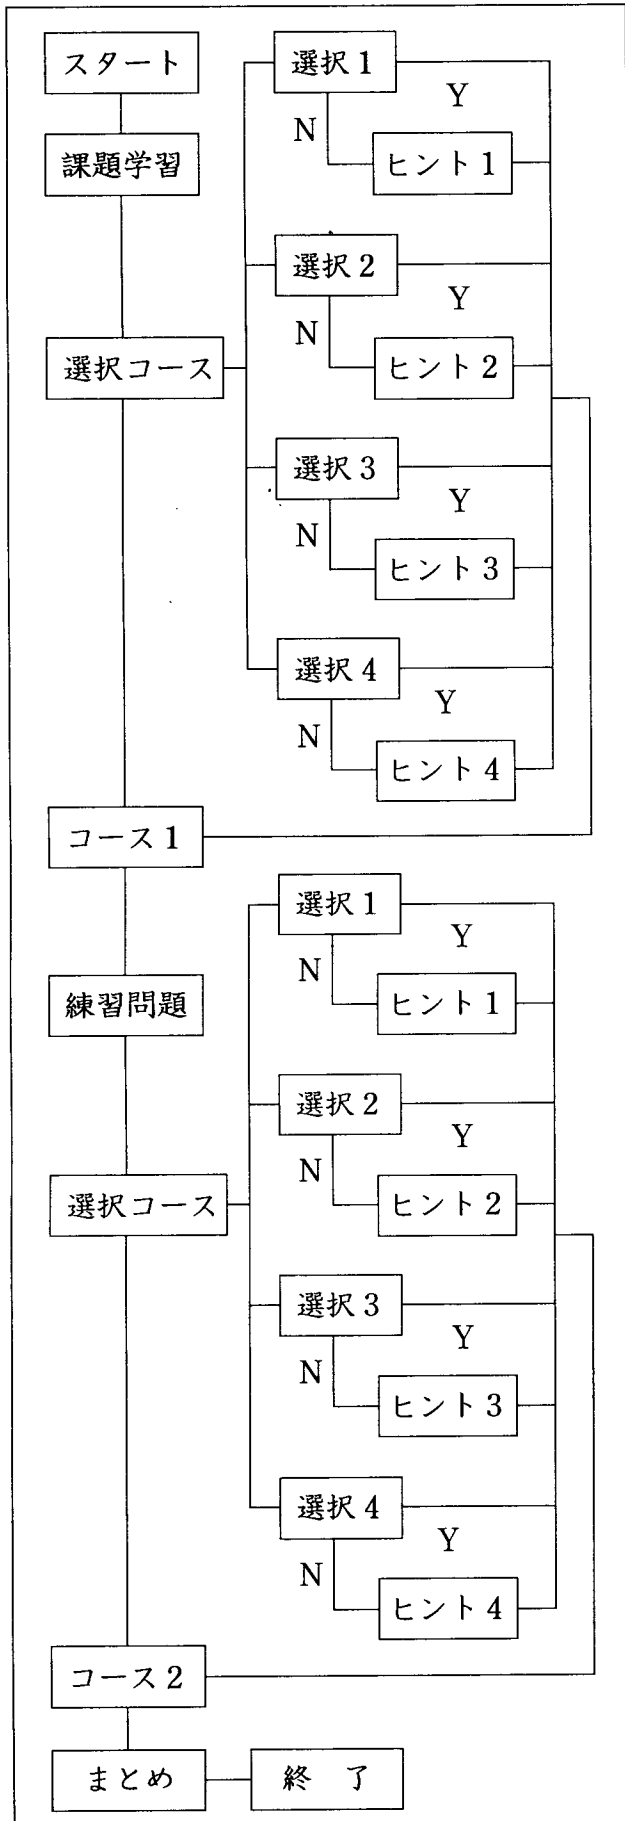 スタート
課題学習
選択コース
選択1
Y
N
ヒント1
選択2
Y
N
ヒント2
選択3
Y
N
ヒント3
選択4
Y
N
ヒント4
コース1
練習問題
選択コース
選択1
Y
N
ヒント1
選択2
Y
N
ヒント2
選択3
Y
N
ヒント3
選択4
Y
N
ヒント4
コース2
まとめ
終 了